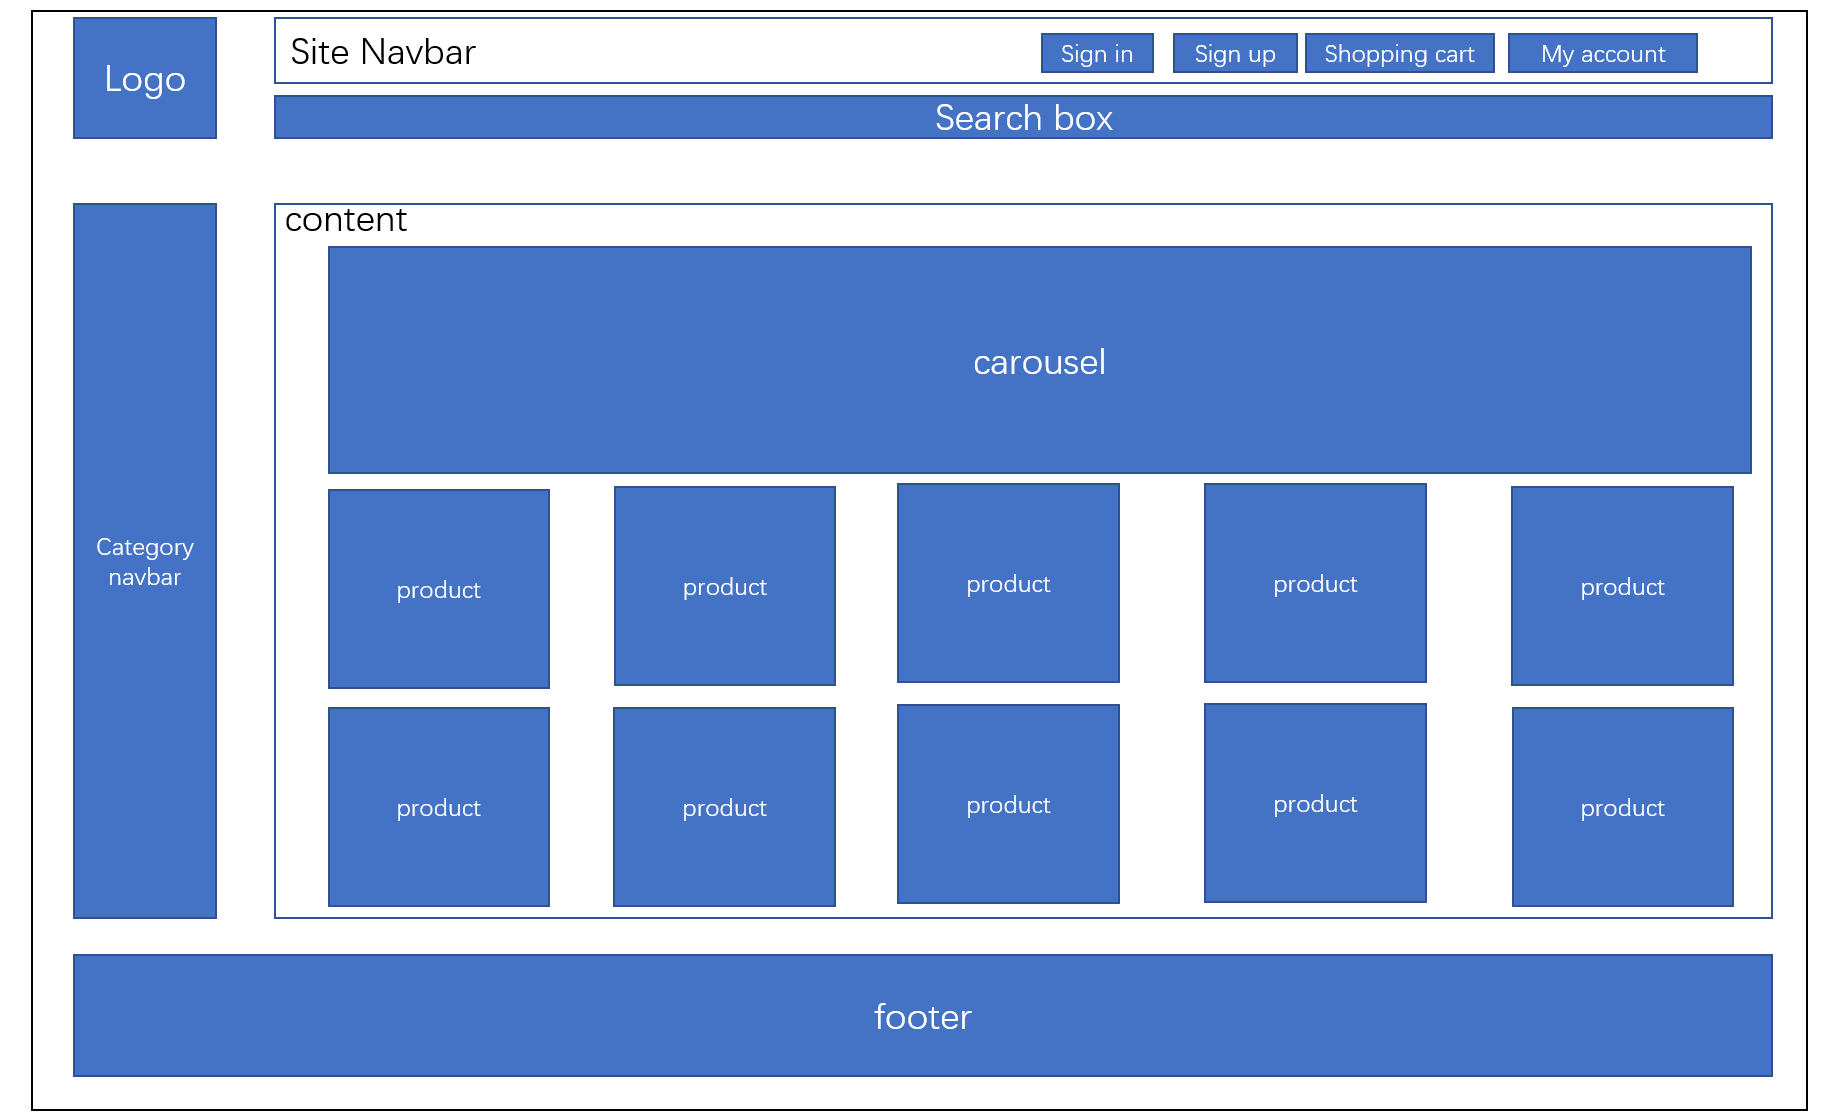 Logo
Site Navbar
Sign in
Sign up
Shopping cart
My account
Search box
Category
navbar
content
carousel
product
product
product
product
product
product
product
product
product
product
footer